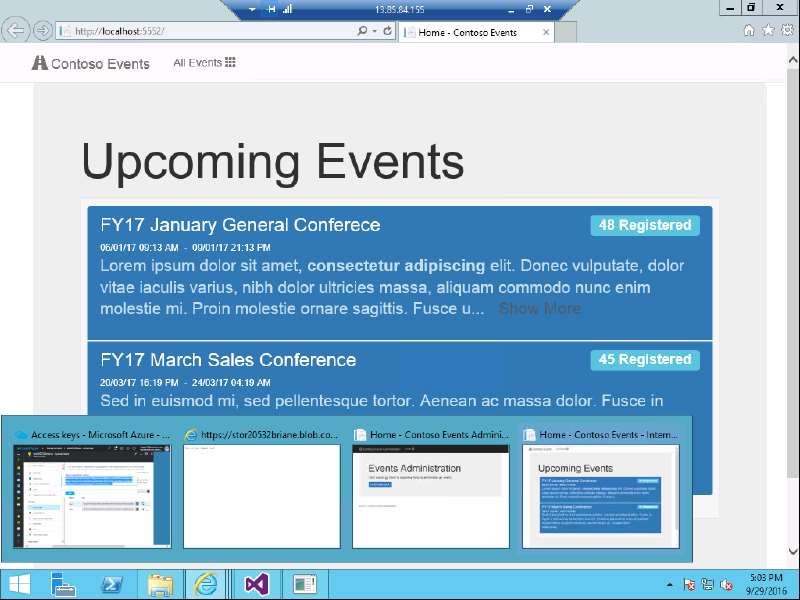 13.85.84.155
http://localhost:5552/
Home - Contoso Events
Contoso Events
All Events
Upcoming Events
FY17 January General Conferece
48 Registered
06/01/17 09:13 AM - 09/01/17 21:13 PM
Lorem ipsum dolor sit amet, consectetur adipiscing elit. Donec vulputate, dolor
vitae iaculis varius, nibh dolor ultricies massa, aliquam commodo nunc enim
molestie mi. Proin molestie ornare sagittis. Fusce u... Show More
FY17 March Sales Conference
45 Registered
20/03/17 16:19 PM - 24/03/17 04:19 AM
Sed in euismod mi, sed pellentesque tortor. Aenean ac massa dolor. Fusce in
Access keys - Microsoft Azure - ...
https://stor20532briane.blob.co...
Home - Contoso Events Admini...
Home - Contoso Events - Intern...
Events Administration
Upcoming Events
5:03 PM
9/29/2016